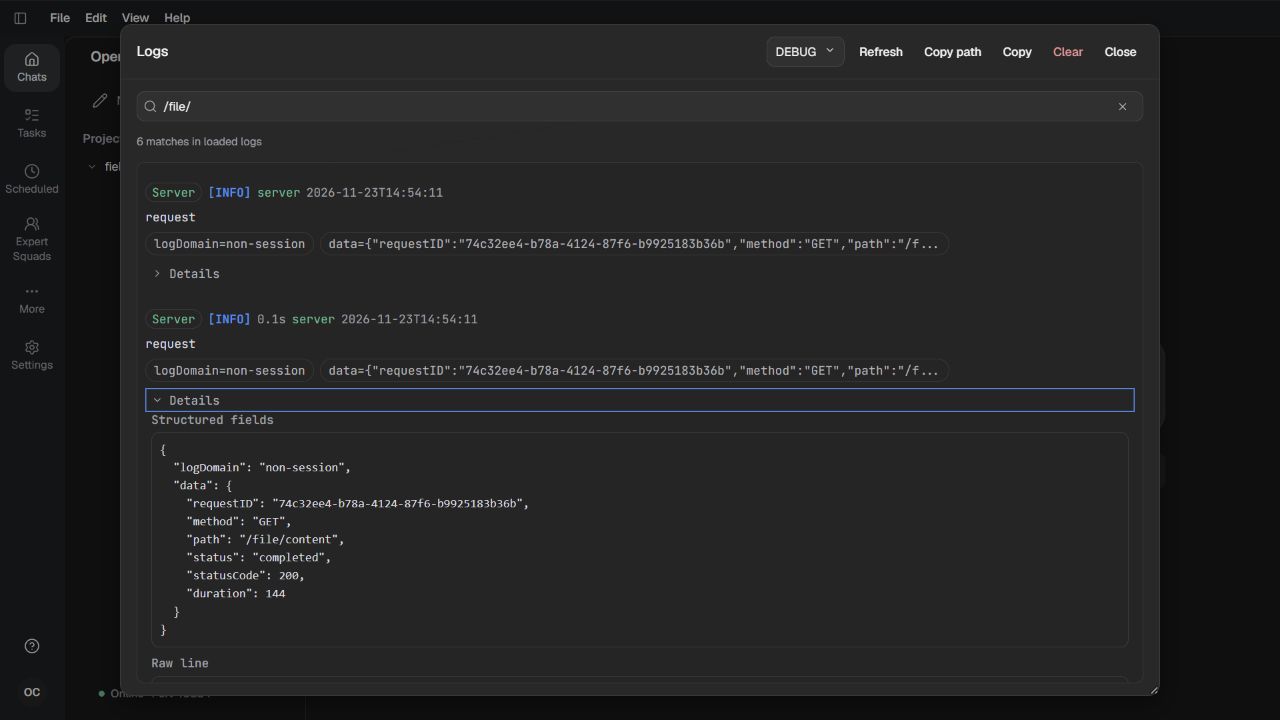 File Edit View Help
Logs
DEBUG Refresh Copy path Copy Clear Close
/file/
6 matches in loaded logs
Chats
Tasks
Scheduled
Expert
Squads
More
Settings
OC
Server [INFO] server 2026-11-23T14:54:11
request
logDomain=non-session data={"requestID":"74c32ee4-b78a-4124-87f6-b9925183b36b","method":"GET","path":"/f...
Details
Server [INFO] 0.1s server 2026-11-23T14:54:11
request
logDomain=non-session data={"requestID":"74c32ee4-b78a-4124-87f6-b9925183b36b","method":"GET","path":"/f...
Details
Structured fields
{
"logDomain": "non-session",
"data": {
"requestID": "74c32ee4-b78a-4124-87f6-b9925183b36b",
"method": "GET",
"path": "/file/content",
"status": "completed",
"statusCode": 200,
"duration": 144
}
}
Raw line